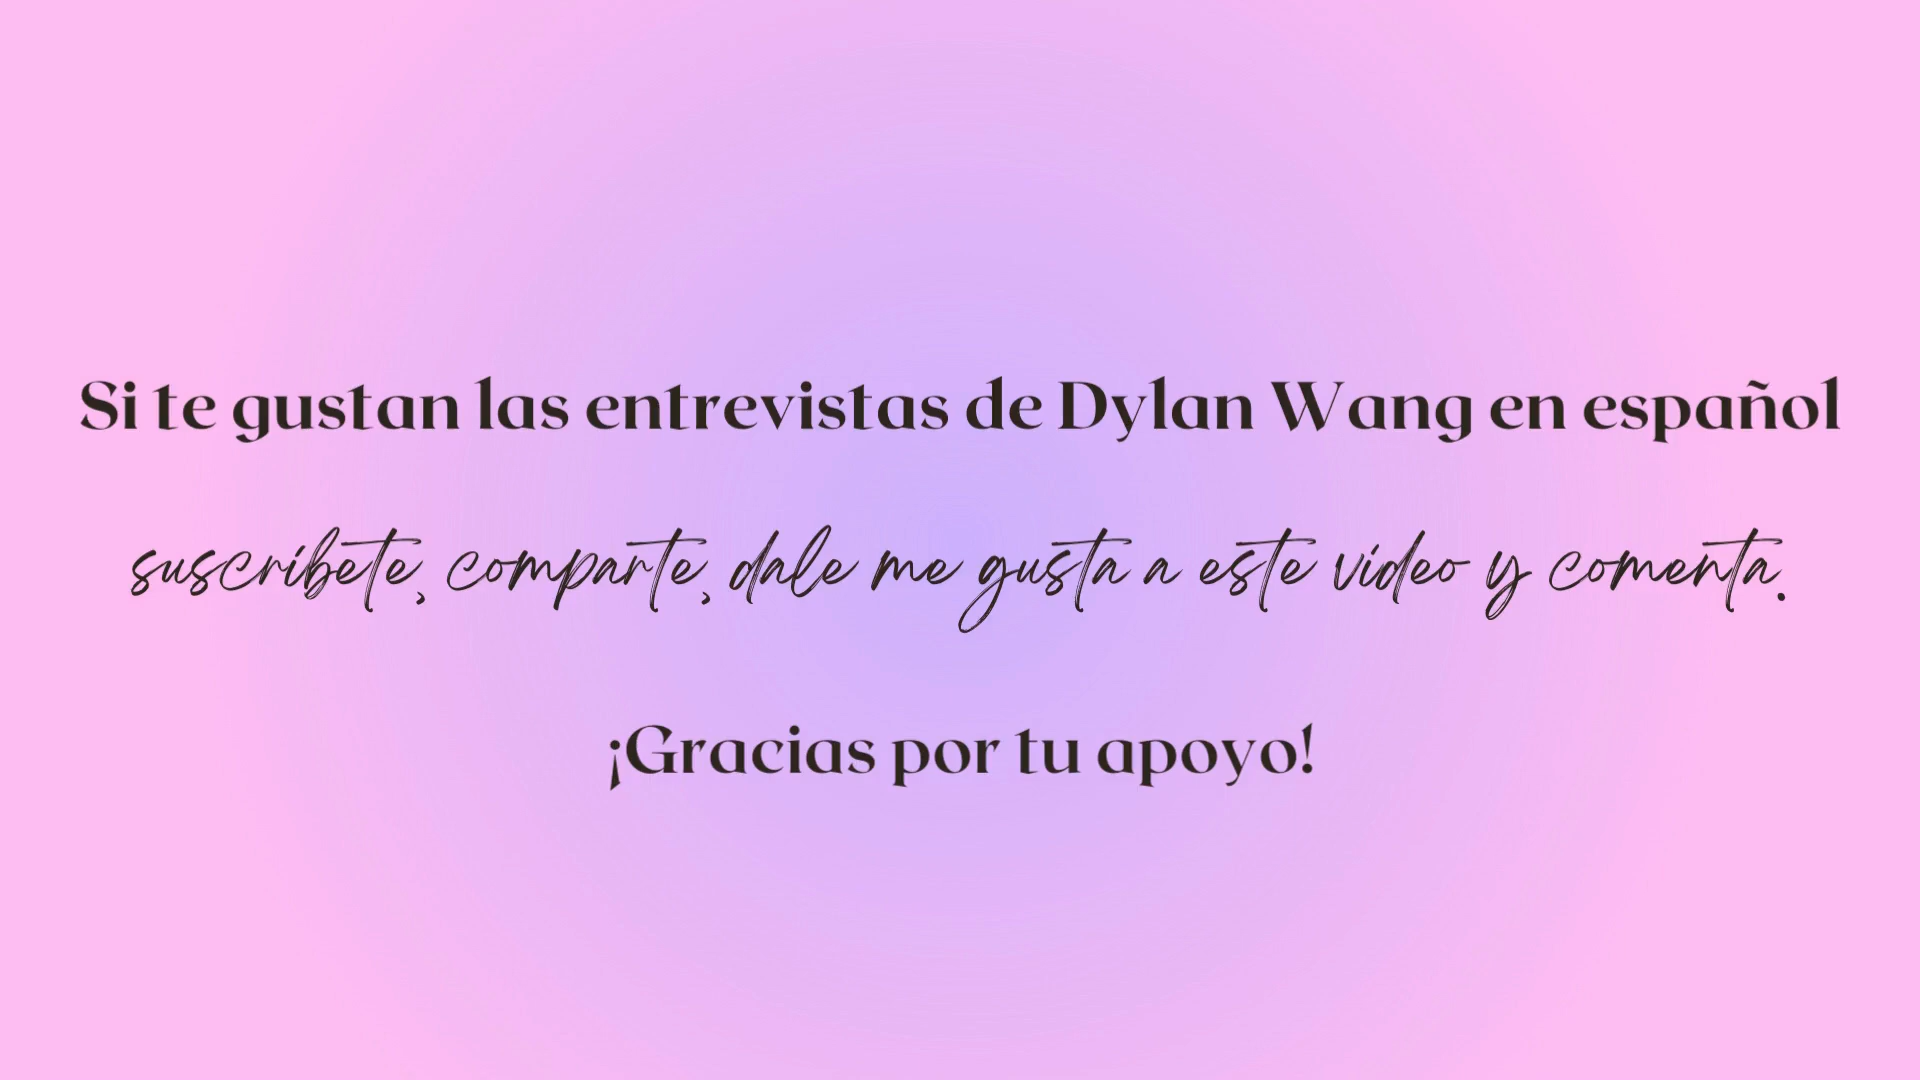 Si te gustan las entrevistas de Dylan Wang en español
suscríbete, comparte, dale me gusta a este video y comenta.
¡Gracias por tu apoyo!